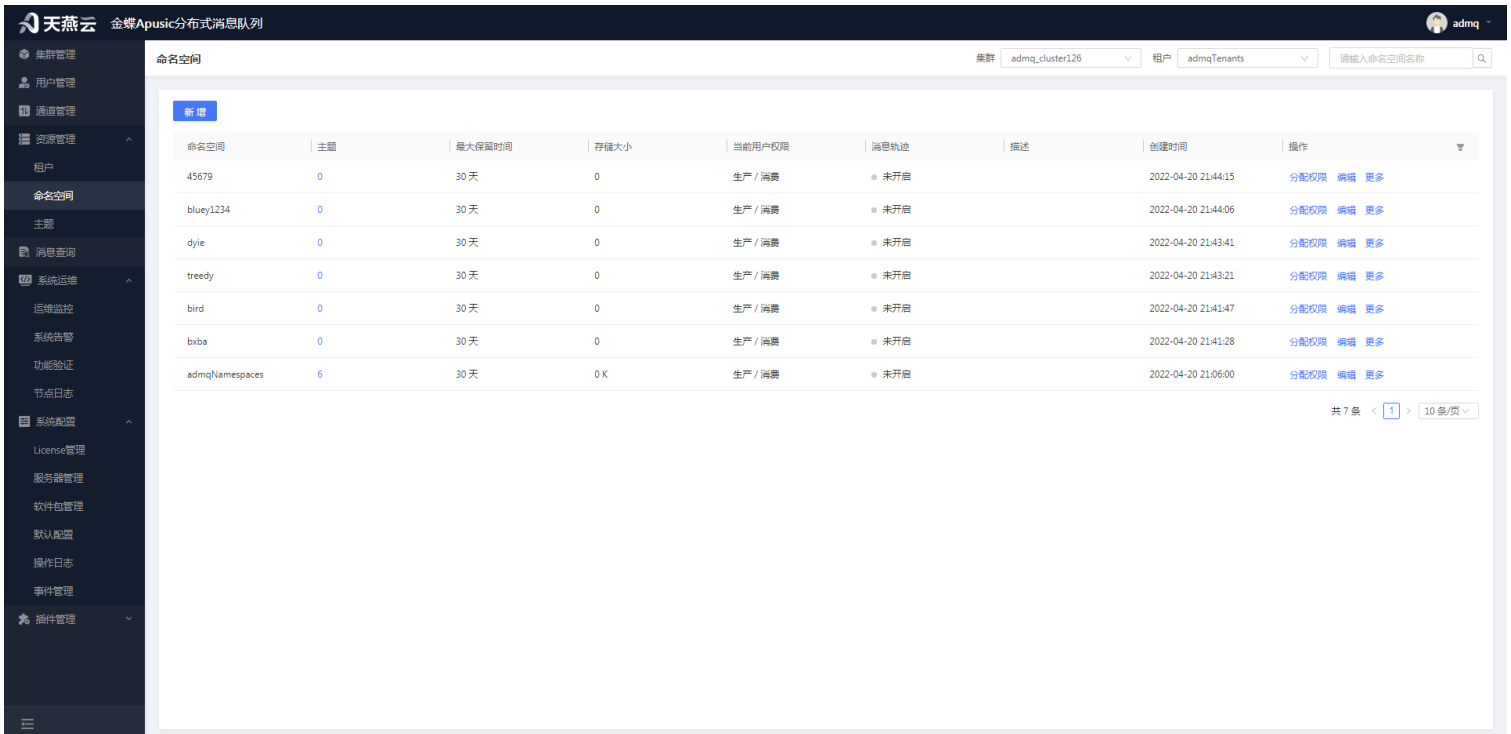 天燕云 金蝶Apusic分布式消息队列
admq
集群管理
用户管理
通道管理
资源管理
租户
命名空间
主题
消息查询
系统运维
运维监控
系统告警
功能验证
节点日志
系统配置
License管理
服务器管理
软件包管理
默认配置
操作日志
事件管理
插件管理
命名空间 集群 admq_cluster126 租户 admqTenants 请输入命名空间名称
新增
命名空间 主题 最大保留时间 存储大小 当前用户权限 消息轨迹 描述 创建时间 操作
45679 0 30 天 0 生产 / 消费 未开启 2022-04-20 21:44:15 分配权限 编辑 更多
bluey1234 0 30 天 0 生产 / 消费 未开启 2022-04-20 21:44:06 分配权限 编辑 更多
dyie 0 30 天 0 生产 / 消费 未开启 2022-04-20 21:43:41 分配权限 编辑 更多
treedy 0 30 天 0 生产 / 消费 未开启 2022-04-20 21:43:21 分配权限 编辑 更多
bird 0 30 天 0 生产 / 消费 未开启 2022-04-20 21:41:47 分配权限 编辑 更多
bxba 0 30 天 0 生产 / 消费 未开启 2022-04-20 21:41:28 分配权限 编辑 更多
admqNamespaces 6 30 天 0 K 生产 / 消费 未开启 2022-04-20 21:06:00 分配权限 编辑 更多
共 7 条 < 1 > 10 条/页